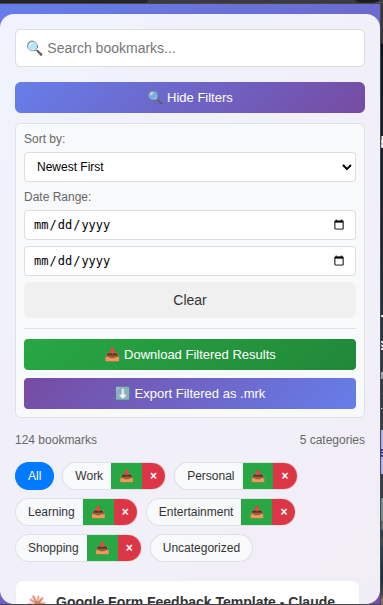 🔍 Search bookmarks...
🔍 Hide Filters
Sort by:
Newest First
Date Range:
mm/dd/yyyy
mm/dd/yyyy
Clear
📥 Download Filtered Results
⬇️ Export Filtered as .mrk
124 bookmarks 5 categories
All Work 📥 × Personal 📥 ×
Learning 📥 × Entertainment 📥 ×
Shopping 📥 × Uncategorized
Google Form Feedback Template - Claude